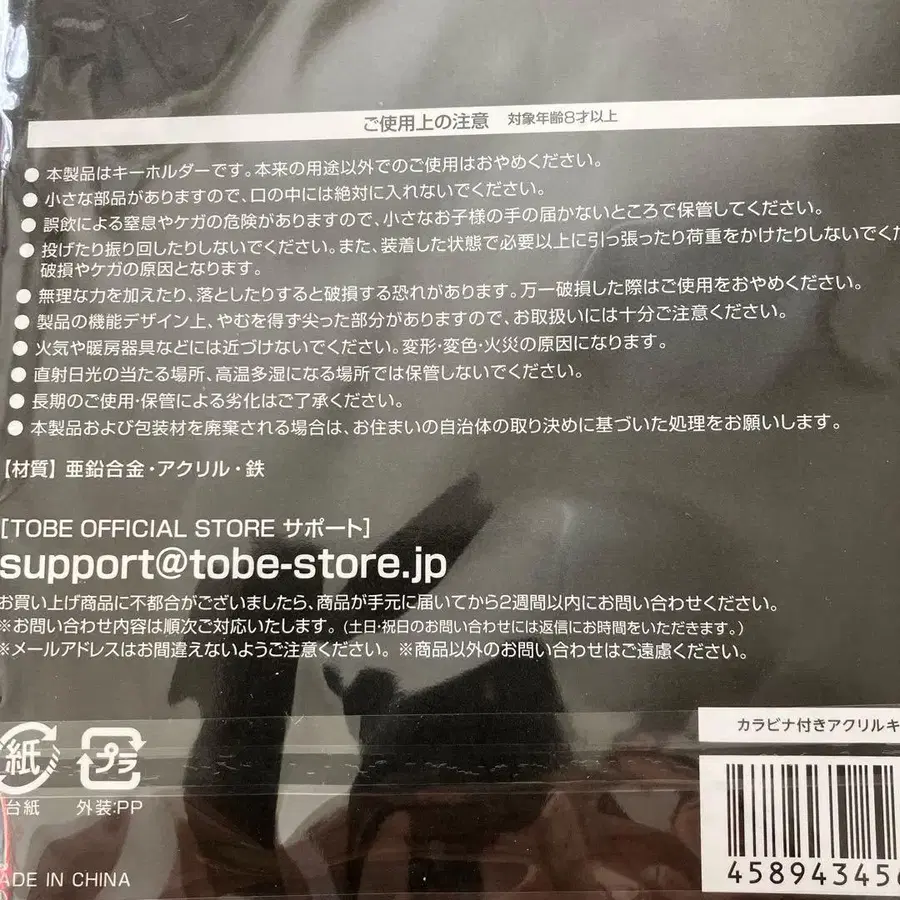 ご使用上の注意 対象年齢8才以上
● 本製品はキーホルダーです。本来の用途以外でのご使用はおやめください。
● 小さな部品がありますので、口の中には絶対に入れないでください。
● 誤飲による窒息やケガの危険がありますので、小さなお子様の手の届かないところで保管してください。
● 投げたり振り回したりしないでください。また、装着した状態で必要以上に引っ張ったり荷重をかけたりしないでくだ
破損やケガの原因となります。
● 無理な力を加えたり、落としたりすると破損する恐れがあります。万一破損した際はご使用をおやめください。
● 製品の機能デザイン上、やむを得ず尖った部分がありますので、お取扱いには十分ご注意ください。
● 火気や暖房器具などには近づけないでください。変形・変色・火災の原因になります。
● 直射日光の当たる場所、高温多湿になる場所では保管しないでください。
● 長期のご使用・保管による劣化はご了承ください。
● 本製品および包装材を廃棄される場合は、お住まいの自治体の取り決めに基づいた処理をお願いします。
【材質】亜鉛合金・アクリル・鉄
[TOBE OFFICIAL STORE サポート]
support@tobe-store.jp
お買い上げ商品に不都合がございましたら、商品が手元に届いてから2週間以内にお問い合わせください。
※お問い合わせ内容は順次ご対応いたします。(土日・祝日のお問い合わせには返信にお時間をいただきます。)
※メールアドレスはお間違えないようご注意ください。 ※商品以外のお問い合わせはご遠慮ください。
カラビナ付きアクリルキ
紙 プラ
台紙 外装:PP
458943456
ADE IN CHINA